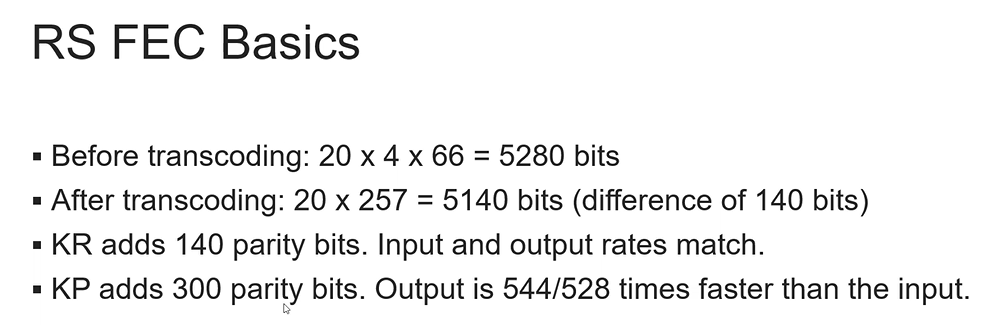 RS FEC Basics
▪ Before transcoding: 20 x 4 x 66 = 5280 bits
▪ After transcoding: 20 x 257 = 5140 bits (difference of 140 bits)
▪ KR adds 140 parity bits. Input and output rates match.
▪ KP adds 300 parity bits. Output is 544/528 times faster than the input.